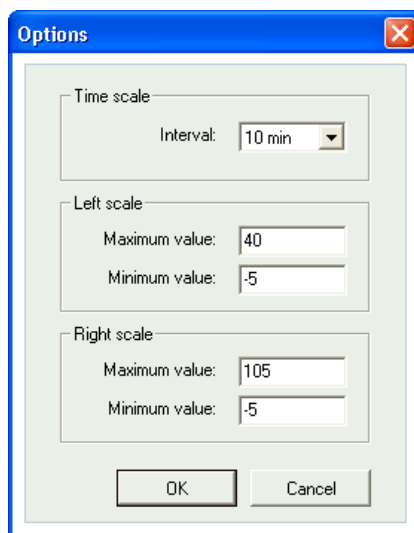 Options
Time scale
Interval: 10 min
Left scale
Maximum value: 40
Minimum value: -5
Right scale
Maximum value: 105
Minimum value: -5
OK Cancel